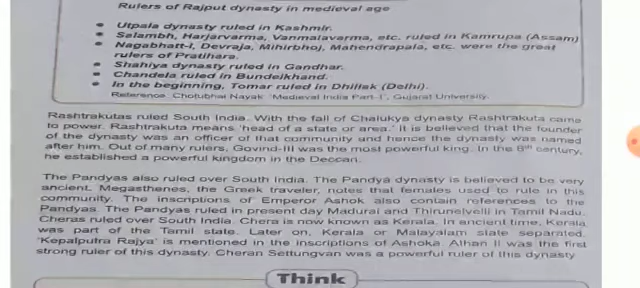 Rulers of Rajput dynasty in medieval age
• Utpala dynasty ruled in Kashmir.
• Salambh, Harjarvarma, Vanmalavarma, etc. ruled in Kamrupa (Assam)
• Nagabhatt-I, Devraja, Mihirbhoj, Mahendrapala, etc. were the great
rulers of Pratihara.
• Shahiya dynasty ruled in Gandhar.
• Chandela ruled in Bundelkhand.
• In the beginning, Tomar ruled in Dhillak (Delhi).
Reference: Chotubhai Nayak 'Medieval India Part-1', Gujarat University.
Rashtrakutas ruled South India. With the fall of Chalukya dynasty Rashtrakuta came
to power. Rashtrakuta means 'head of a state or area.' It is believed that the founder
of the dynasty was an officer of that community and hence the dynasty was named
after him. Out of many rulers, Govind-III was the most powerful king. In the 8th century,
he established a powerful kingdom in the Deccan.
The Pandyas also ruled over South India. The Pandya dynasty is believed to be very
ancient. Megasthenes, the Greek traveler, notes that females used to rule in this
community. The inscriptions of Emperor Ashok also contain references to the
Pandyas. The Pandyas ruled in present day Madurai and Thirunelvelli in Tamil Nadu.
Cheras ruled over South India. Chera is now known as Kerala. In ancient time, Kerala
was part of the Tamil state. Later on, Kerala or Malayalam state separated.
'Keralputra Rajya' is mentioned in the inscriptions of Ashoka. Athan II was the first
strong ruler of this dynasty. Cheran Settungvan was a powerful ruler of this dynasty
Think